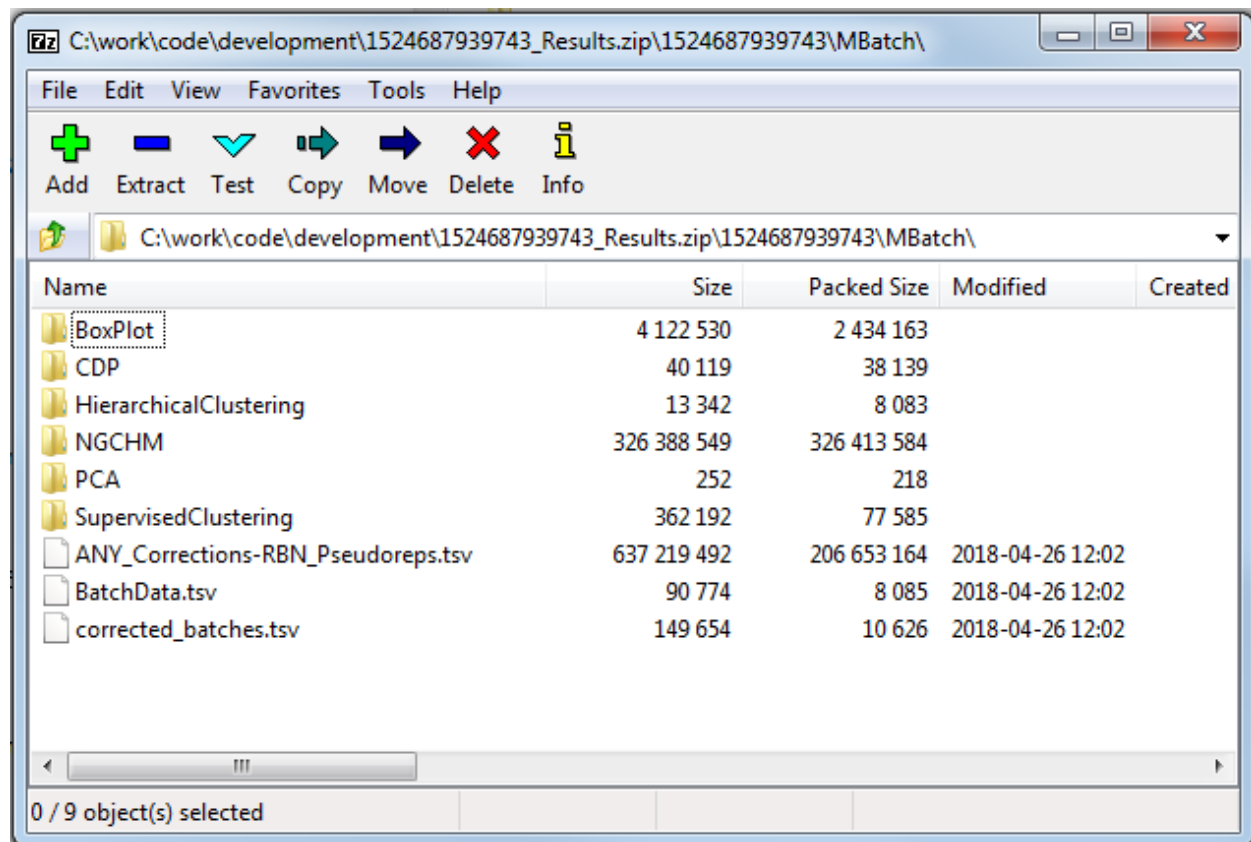 7z C:\work\code\development\1524687939743_Results.zip\1524687939743\MBatch\
File Edit View Favorites Tools Help
Add Extract Test Copy Move Delete Info
C:\work\code\development\1524687939743_Results.zip\1524687939743\MBatch\
Name Size Packed Size Modified Created
BoxPlot 4 122 530 2 434 163
CDP 40 119 38 139
HierarchicalClustering 13 342 8 083
NGCHM 326 388 549 326 413 584
PCA 252 218
SupervisedClustering 362 192 77 585
ANY_Corrections-RBN_Pseudoreps.tsv 637 219 492 206 653 164 2018-04-26 12:02
BatchData.tsv 90 774 8 085 2018-04-26 12:02
corrected_batches.tsv 149 654 10 626 2018-04-26 12:02
0 / 9 object(s) selected